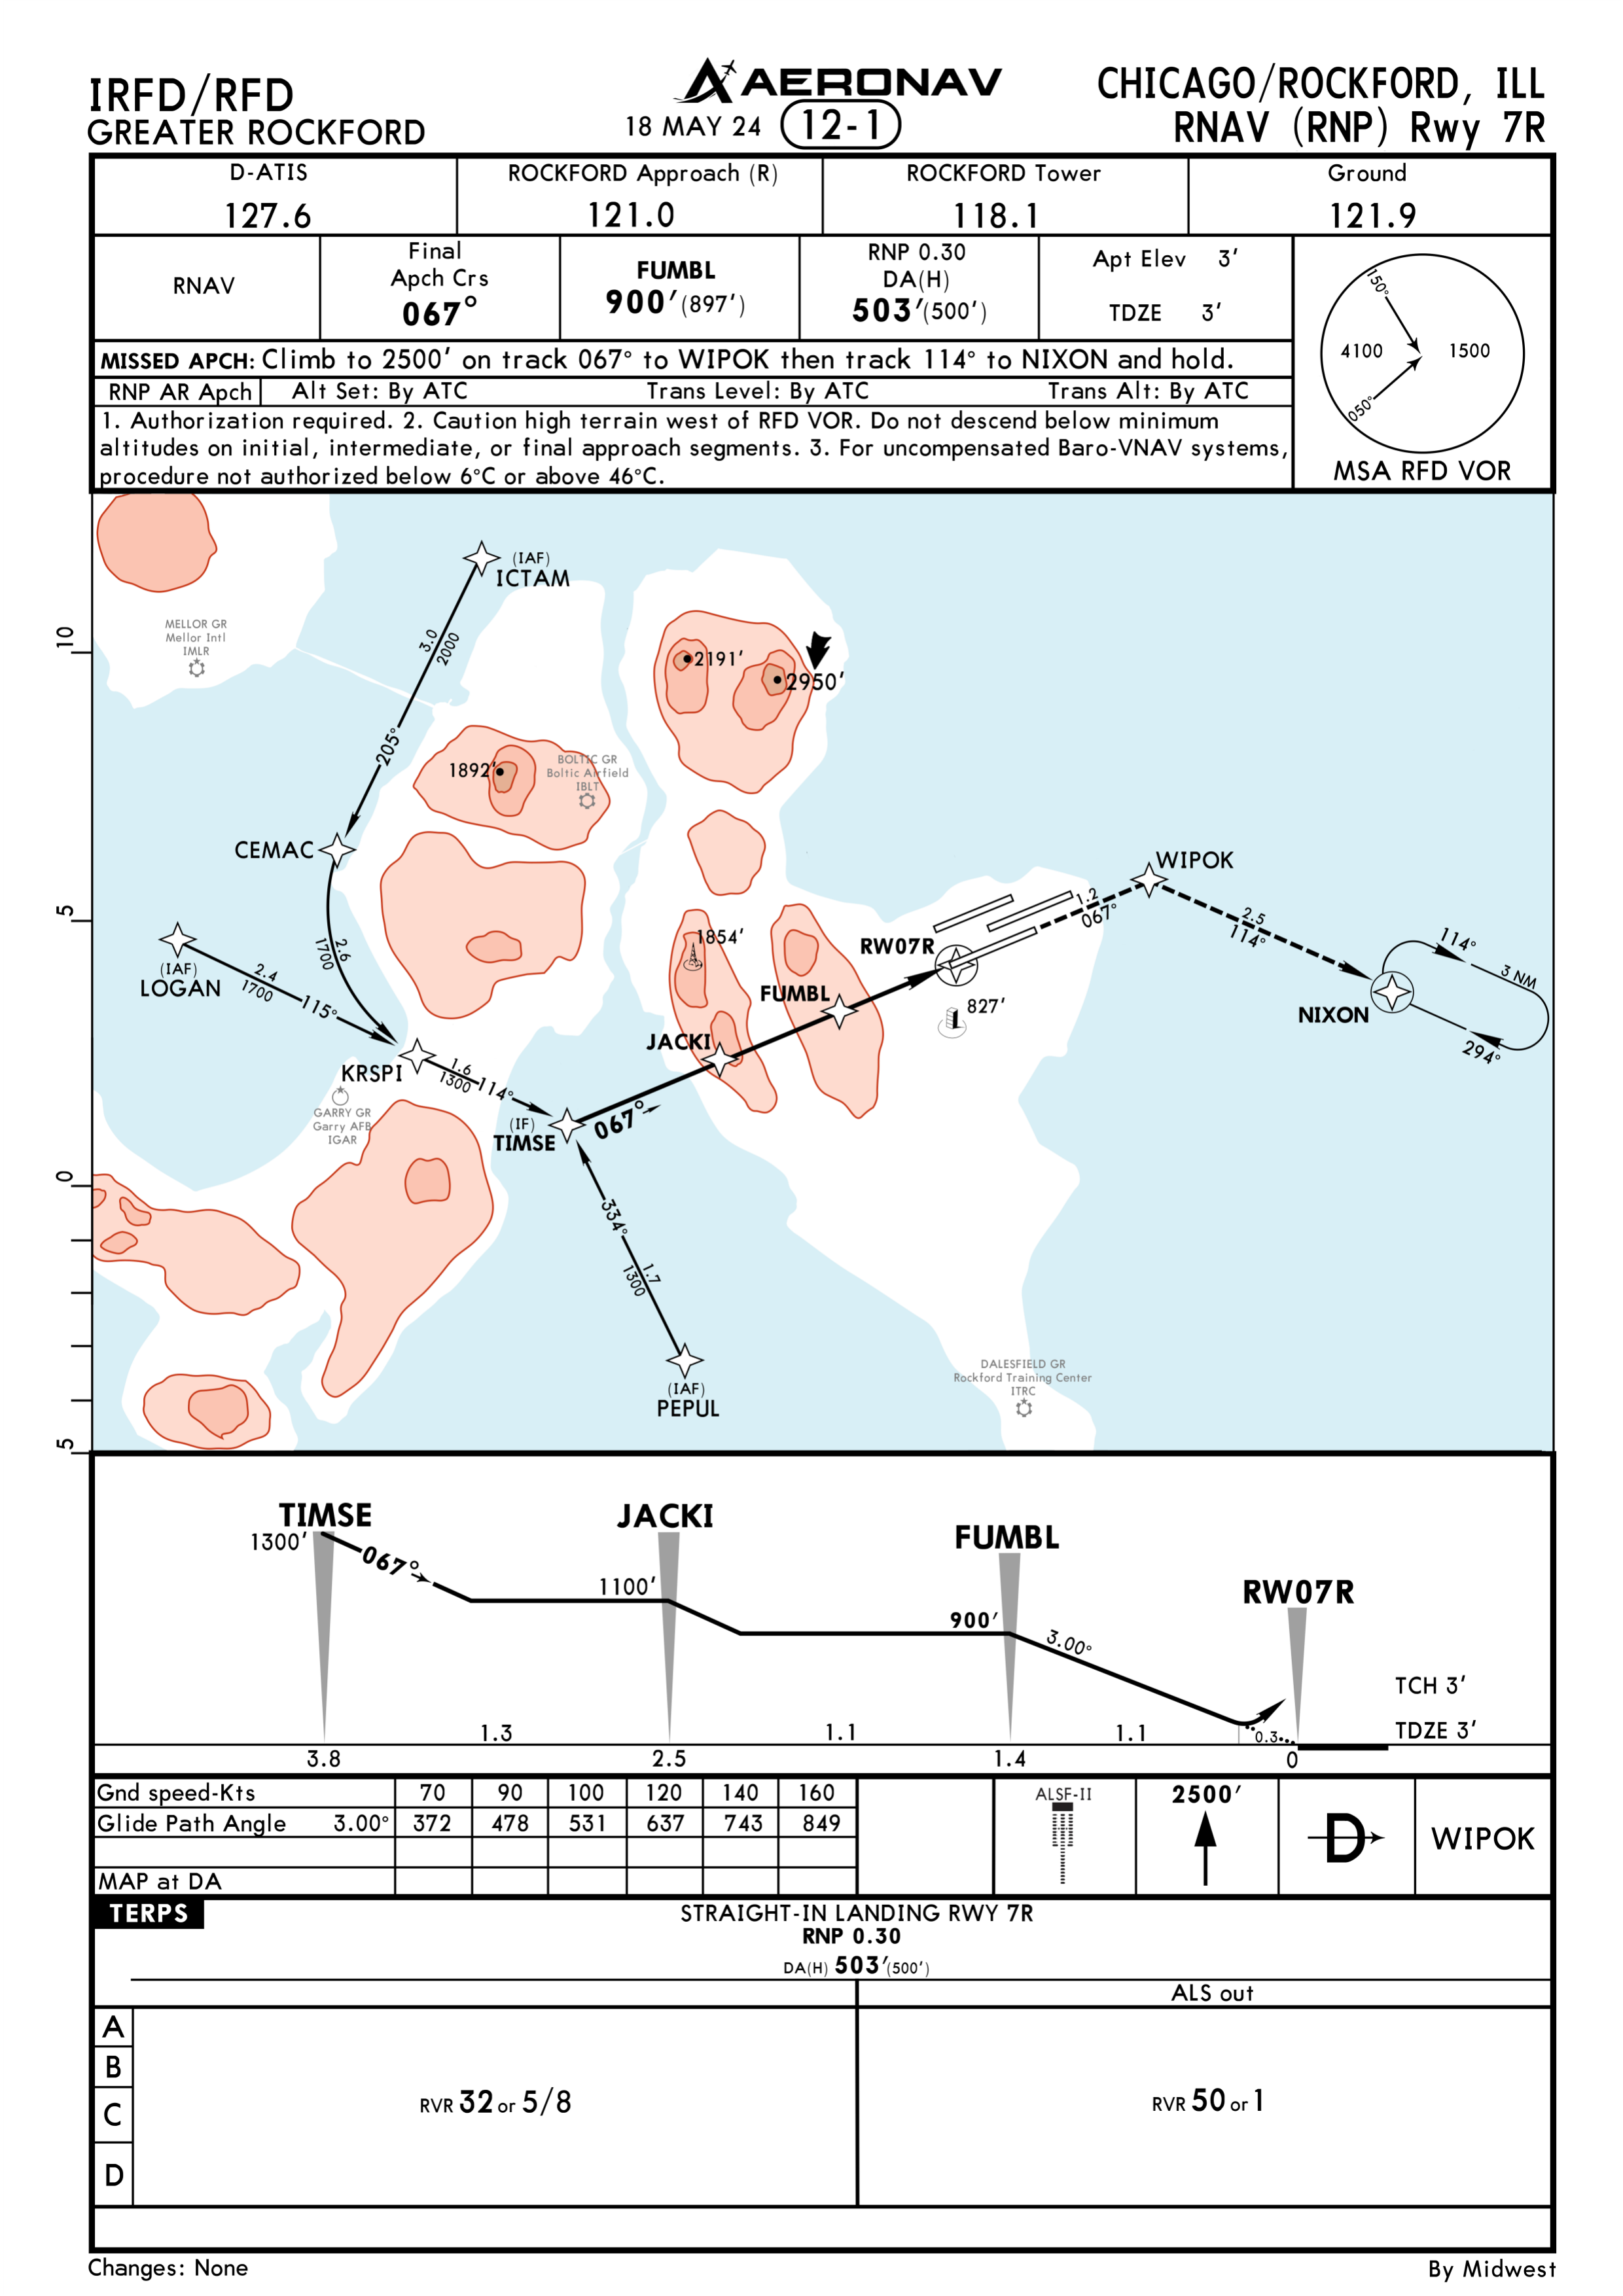 IRFD/RFD
GREATER ROCKFORD
AERONAV
18 MAY 24 12-1
CHICAGO/ROCKFORD, ILL
RNAV (RNP) Rwy 7R
D-ATIS
127.6
ROCKFORD Approach (R)
121.0
ROCKFORD Tower
118.1
Ground
121.9
RNAV
Final
Apch Crs
067°
FUMBL
900′(897′)
RNP 0.30
DA(H)
503′(500′)
Apt Elev 3′
TDZE 3′
MISSED APCH: Climb to 2500′ on track 067° to WIPOK then track 114° to NIXON and hold.
RNP AR Apch Alt Set: By ATC Trans Level: By ATC Trans Alt: By ATC
1. Authorization required. 2. Caution high terrain west of RFD VOR. Do not descend below minimum
altitudes on initial, intermediate, or final approach segments. 3. For uncompensated Baro-VNAV systems,
procedure not authorized below 6°C or above 46°C.
150°
4100 1500
050°
MSA RFD VOR
10
5
0
5
(IAF)
ICTAM
3.0
2000
205°
MELLOR GR
Mellor Intl
IMLR
2191′
2950′
1892′
BOLTIC GR
Boltic Airfield
IBLT
CEMAC
2.6
1700
(IAF)
LOGAN
2.4
1700
115°
KRSPI
1.6
1300
114°
GARRY GR
Garry AFB
IGAR
(IF)
TIMSE
067°
334°
1.7
1300
(IAF)
PEPUL
1854′
JACKI
FUMBL
RW07R
827′
1.2
067°
WIPOK
2.5
114°
NIXON
114°
3 NM
294°
DALESFIELD GR
Rockford Training Center
ITRC
TIMSE
1300′
067°
JACKI
1100′
FUMBL
900′
3.00°
RW07R
TCH 3′
TDZE 3′
1.3 1.1 1.1 0.3
3.8 2.5 1.4 0
Gnd speed-Kts 70 90 100 120 140 160
Glide Path Angle 3.00° 372 478 531 637 743 849
MAP at DA
ALSF-II
2500′
D
WIPOK
TERPS
STRAIGHT-IN LANDING RWY 7R
RNP 0.30
DA(H) 503′(500′)
ALS out
A
B
C
D
RVR 32 or 5/8
RVR 50 or 1
Changes: None
By Midwest